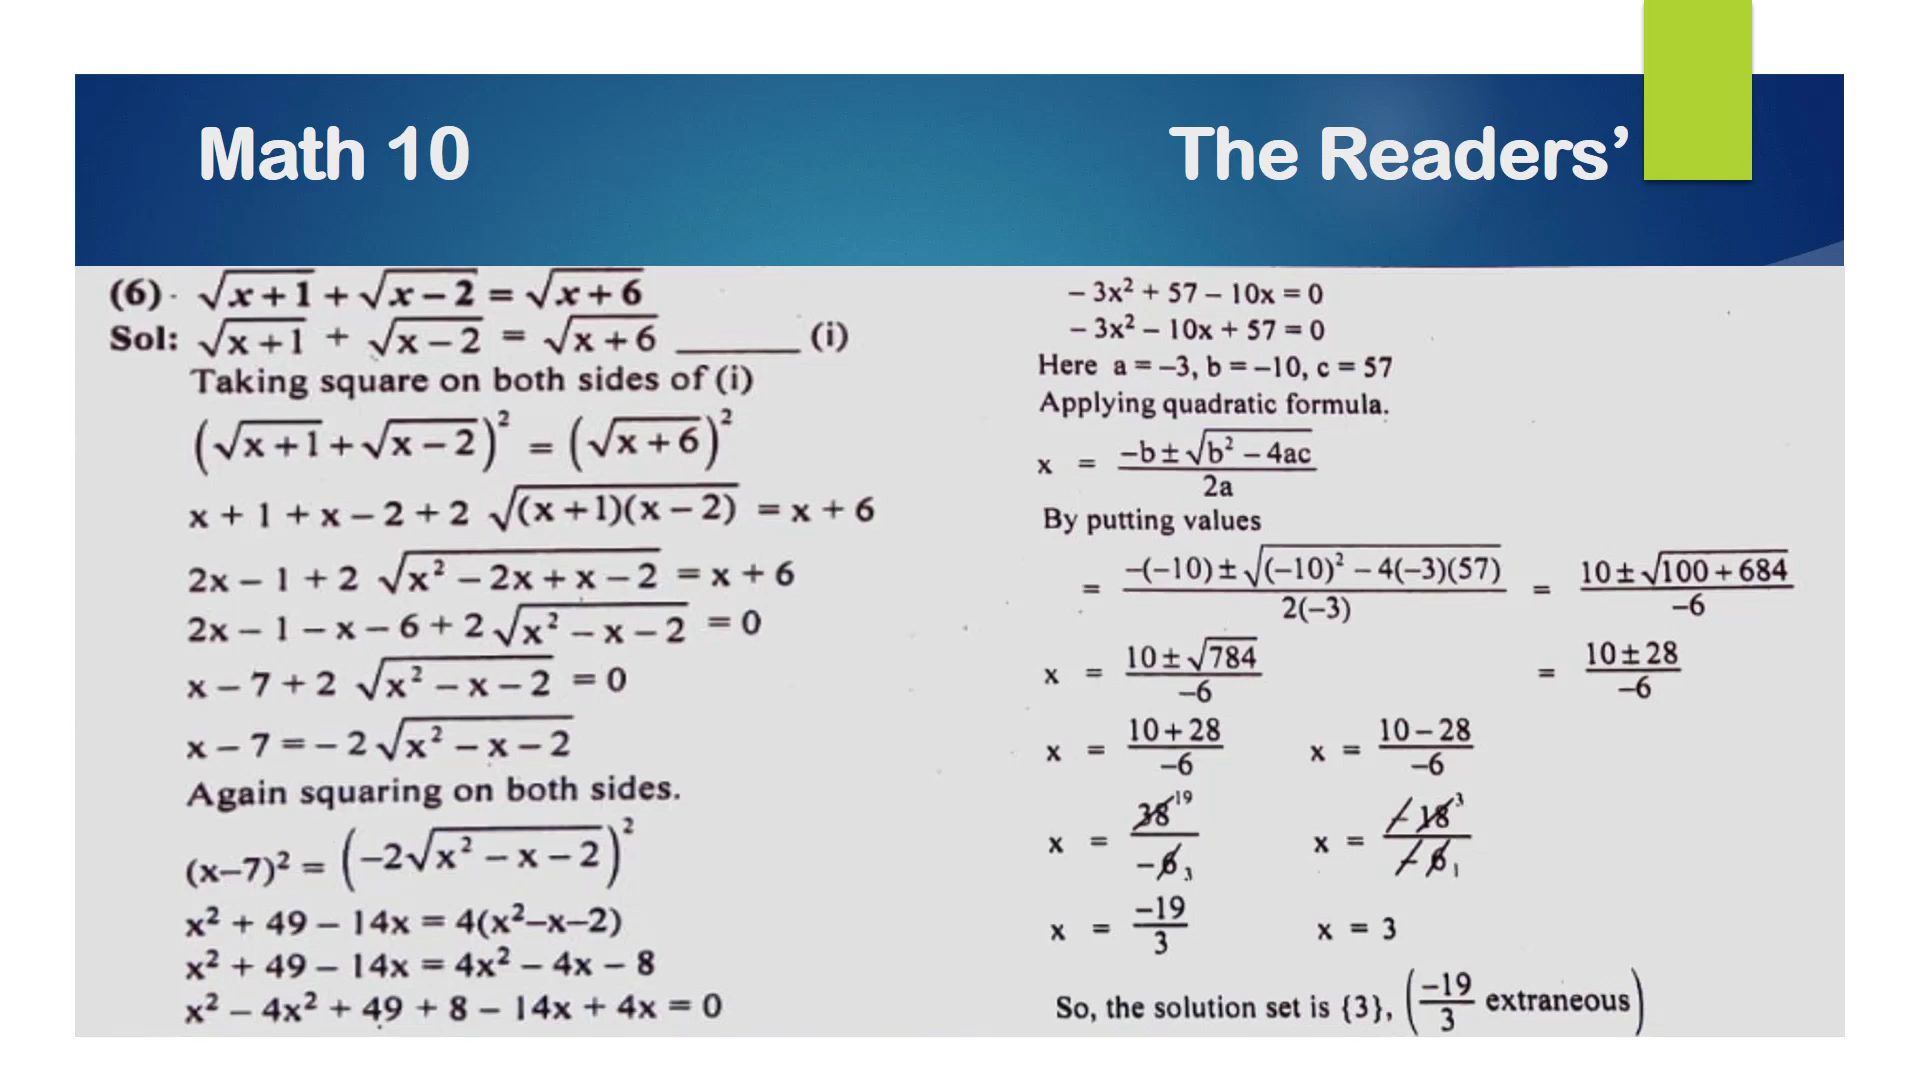 Math 10
The Readers’
(6) √(x+1) + √(x−2) = √(x+6)
Sol: √(x+1) + √(x−2) = √(x+6) ______ (i)
Taking square on both sides of (i)
(√(x+1) + √(x−2))² = (√(x+6))²
x + 1 + x − 2 + 2 √((x+1)(x−2)) = x + 6
2x − 1 + 2 √(x² − 2x + x − 2) = x + 6
2x − 1 − x − 6 + 2 √(x² − x − 2) = 0
x − 7 + 2 √(x² − x − 2) = 0
x − 7 = − 2 √(x² − x − 2)
Again squaring on both sides.
(x−7)² = (−2√(x² − x − 2))²
x² + 49 − 14x = 4(x²−x−2)
x² + 49 − 14x = 4x² − 4x − 8
x² − 4x² + 49 + 8 − 14x + 4x = 0
− 3x² + 57 − 10x = 0
− 3x² − 10x + 57 = 0
Here a = −3, b = −10, c = 57
Applying quadratic formula.
x = (−b ± √(b² − 4ac)) / 2a
By putting values
= (−(−10) ± √((−10)² − 4(−3)(57))) / 2(−3) = (10 ± √(100 + 684)) / −6
x = (10 ± √784) / −6 = (10 ± 28) / −6
x = (10 + 28) / −6 x = (10 − 28) / −6
x = 38 19 / −6 3 x = −18 3 / −6 1
x = −19 / 3 x = 3
So, the solution set is {3}, (−19/3 extraneous)